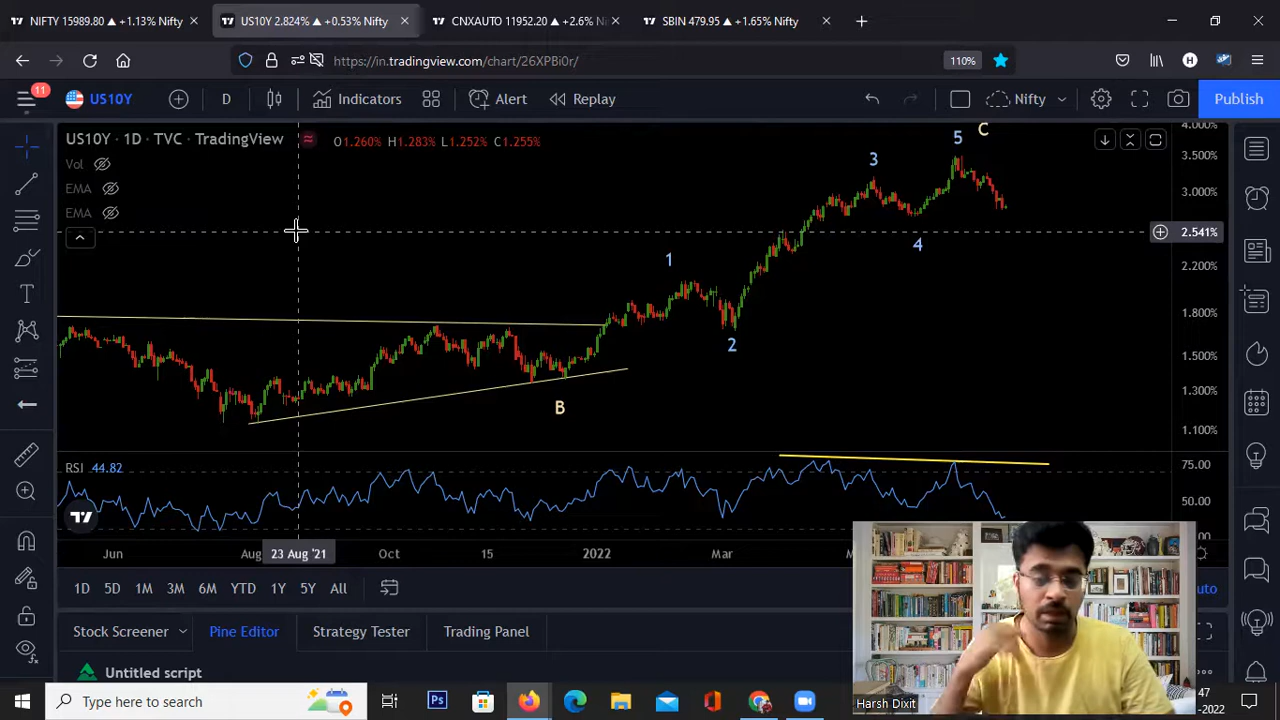 NIFTY 15989.80 ▲ +1.13% Nifty
US10Y 2.824% ▲ +0.53% Nifty
CNXAUTO 11952.20 ▲ +2.6% Nifty
SBIN 479.95 ▲ +1.65% Nifty
https://in.tradingview.com/chart/26XPBi0r/
110%
11
US10Y
D
Indicators
Alert
Replay
Nifty
Publish
US10Y · 1D · TVC · TradingView
O1.260% H1.283% L1.252% C1.255%
Vol
EMA
EMA
C
5
3
4
1
2
B
4.000%
3.500%
3.000%
2.541%
2.200%
1.800%
1.500%
1.300%
1.100%
RSI 44.82
75.00
50.00
Jun
Aug
23 Aug '21
Oct
15
2022
Mar
1D
5D
1M
3M
6M
YTD
1Y
5Y
All
Stock Screener
Pine Editor
Strategy Tester
Trading Panel
Untitled script
Type here to search
Harsh Dixit
47
-2022